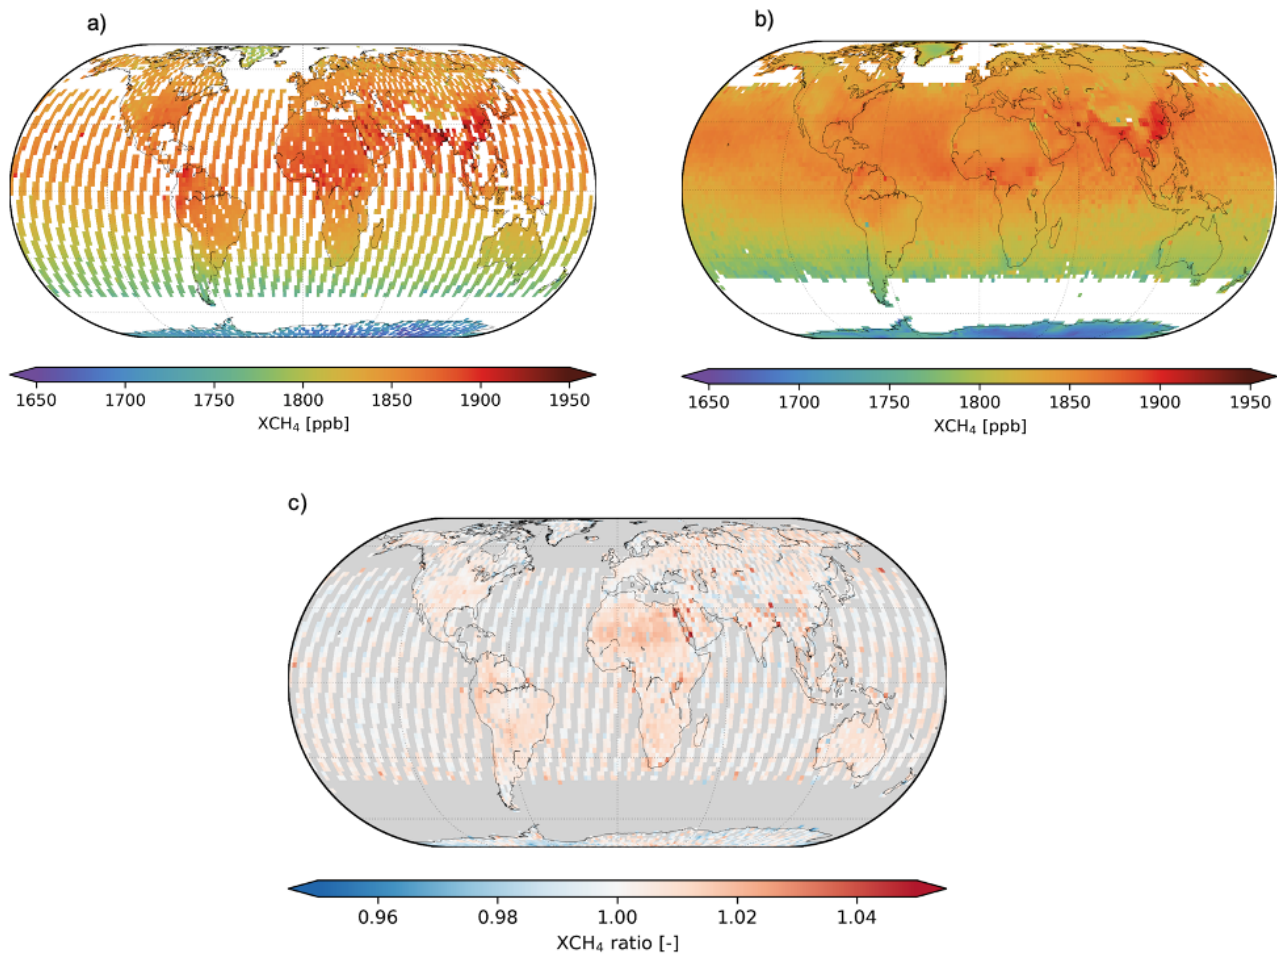 a)
b)
1650 1700 1750 1800 1850 1900 1950
XCH₄ [ppb]
1650 1700 1750 1800 1850 1900 1950
XCH₄ [ppb]
c)
0.96 0.98 1.00 1.02 1.04
XCH₄ ratio [-]